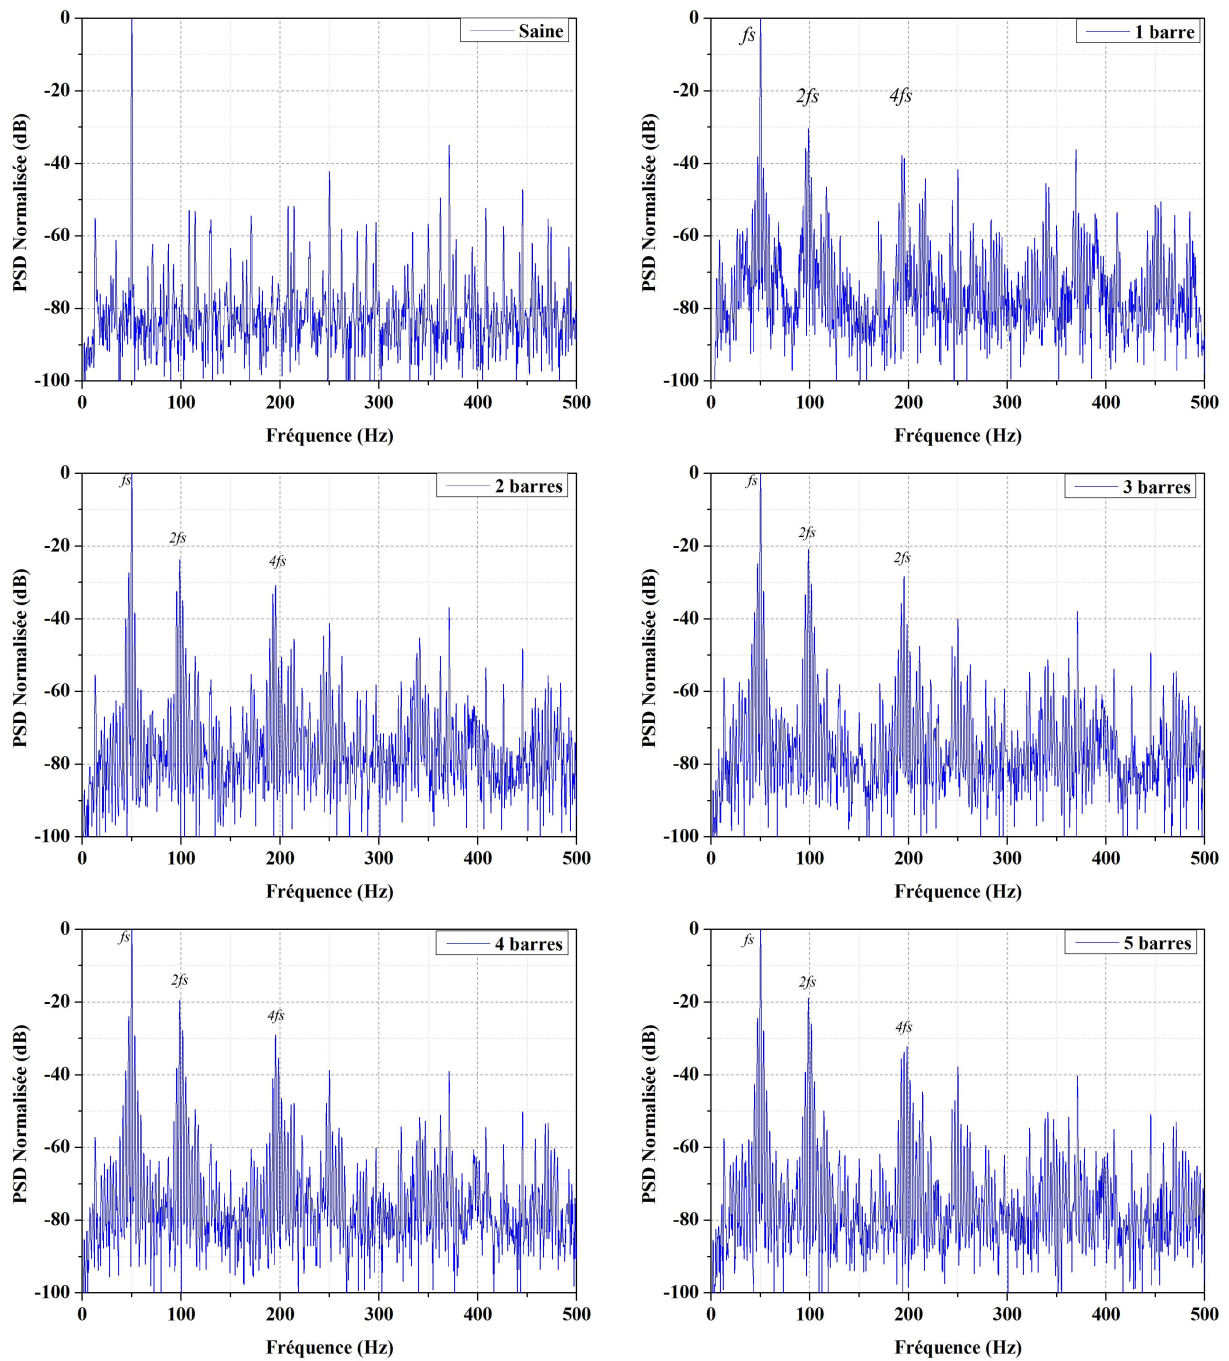 Saine
0
-20
-40
-60
-80
-100
PSD Normalisée (dB)
0 100 200 300 400 500
Fréquence (Hz)
1 barre
fs
2fs
4fs
0
-20
-40
-60
-80
-100
PSD Normalisée (dB)
0 100 200 300 400 500
Fréquence (Hz)
2 barres
fs
2fs
4fs
0
-20
-40
-60
-80
-100
PSD Normalisée (dB)
0 100 200 300 400 500
Fréquence (Hz)
3 barres
fs
2fs
2fs
0
-20
-40
-60
-80
-100
PSD Normalisée (dB)
0 100 200 300 400 500
Fréquence (Hz)
4 barres
fs
2fs
4fs
0
-20
-40
-60
-80
-100
PSD Normalisée (dB)
0 100 200 300 400 500
Fréquence (Hz)
5 barres
fs
2fs
4fs
0
-20
-40
-60
-80
-100
PSD Normalisée (dB)
0 100 200 300 400 500
Fréquence (Hz)